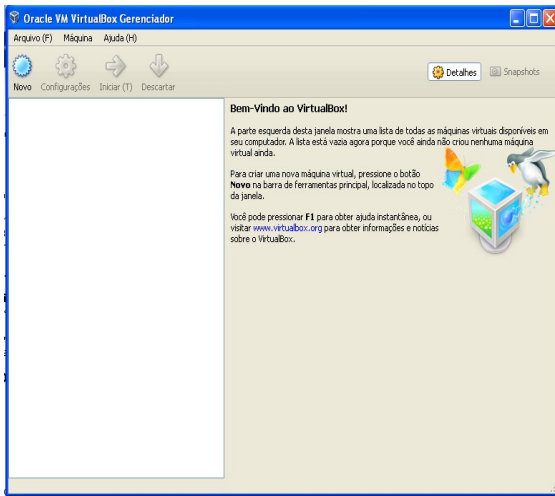 Oracle VM VirtualBox Gerenciador
Arquivo (F) Máquina Ajuda (H)
Novo Configurações Iniciar (T) Descartar
Detalhes Snapshots
Bem-Vindo ao VirtualBox!
A parte esquerda desta janela mostra uma lista de todas as máquinas virtuais disponíveis em
seu computador. A lista está vazia agora porque você ainda não criou nenhuma máquina
virtual ainda.
Para criar uma nova máquina virtual, pressione o botão
Novo na barra de ferramentas principal, localizada no topo
da janela.
Você pode pressionar F1 para obter ajuda instantânea, ou
visitar www.virtualbox.org para obter informações e notícias
sobre o VirtualBox.